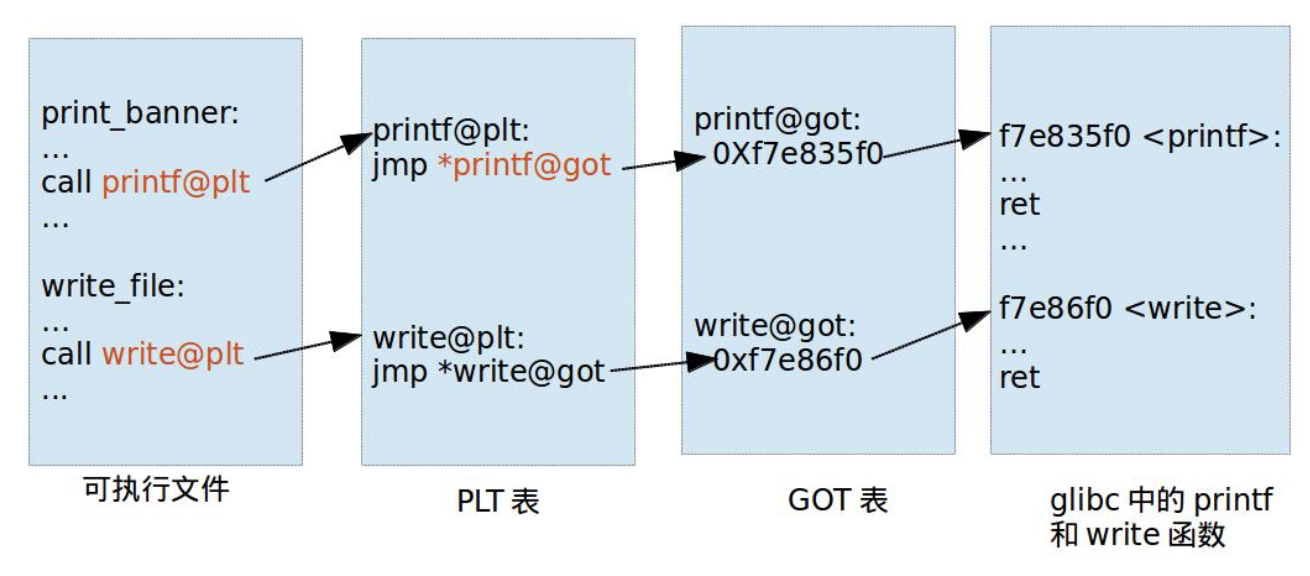 print_banner:
...
call printf@plt
...
write_file:
...
call write@plt
...
可执行文件
printf@plt:
jmp *printf@got
write@plt:
jmp *write@got
PLT 表
printf@got:
0Xf7e835f0
write@got:
0xf7e86f0
GOT 表
f7e835f0 <printf>:
...
ret
...
f7e86f0 <write>:
...
ret
glibc 中的 printf
和 write 函数